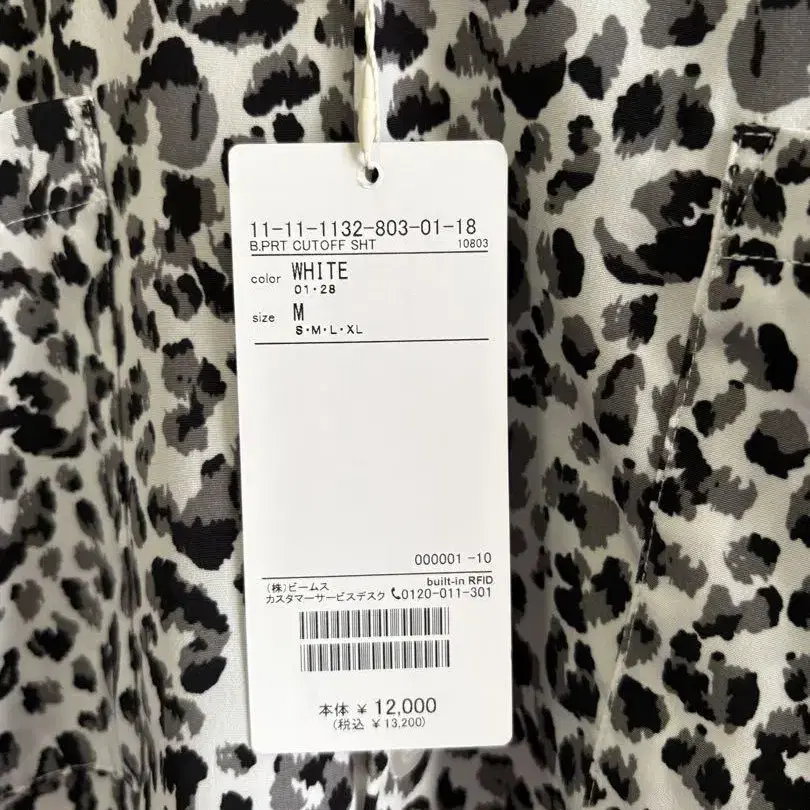 11-11-1132-803-01-18
B.PRT CUTOFF SHT 10803
color WHITE
01・28
size M
S・M・L・XL
000001 -10
built-in RFID
(株)ビームス
カスタマーサービスデスク 📞0120-011-301
本体 ¥ 12,000
(税込 ¥13,200)